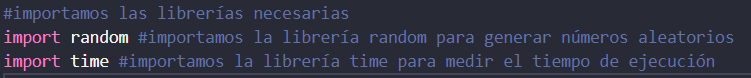 #importamos las librerías necesarias
import random #importamos la librería random para generar números aleatorios
import time #importamos la librería time para medir el tiempo de ejecución